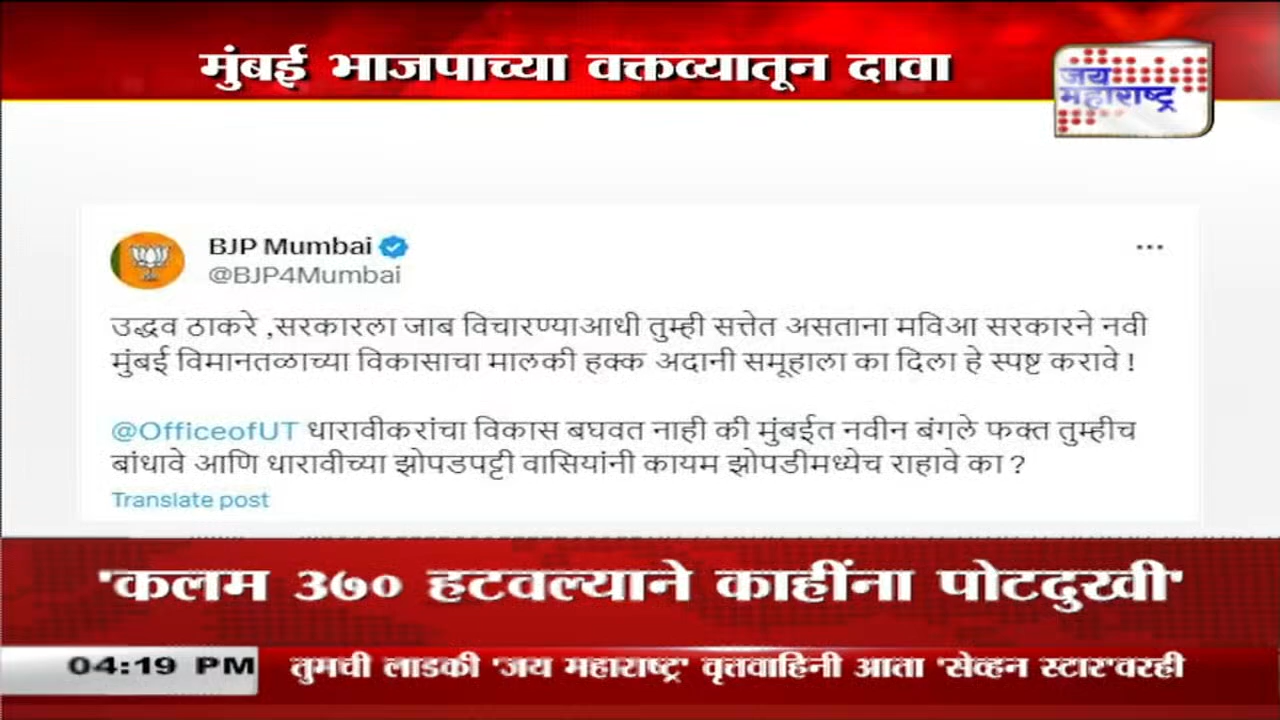 मुंबई भाजपाच्या वक्तव्यातून दावा
जय
महाराष्ट्र
BJP Mumbai
@BJP4Mumbai
उद्धव ठाकरे ,सरकारला जाब विचारण्याआधी तुम्ही सत्तेत असताना मविआ सरकारने नवी
मुंबई विमानतळाच्या विकासाचा मालकी हक्क अदानी समूहाला का दिला हे स्पष्ट करावे !
@OfficeofUT धारावीकरांचा विकास बघवत नाही की मुंबईत नवीन बंगले फक्त तुम्हीच
बांधावे आणि धारावीच्या झोपडपट्टी वासियांनी कायम झोपडीमध्येच राहावे का ?
Translate post
'कलम ३७० हटवल्याने काहींना पोटदुखी'
04:19 PM
तुमची लाडकी 'जय महाराष्ट्र' वृत्तवाहिनी आता 'सेव्हन स्टार'वरही